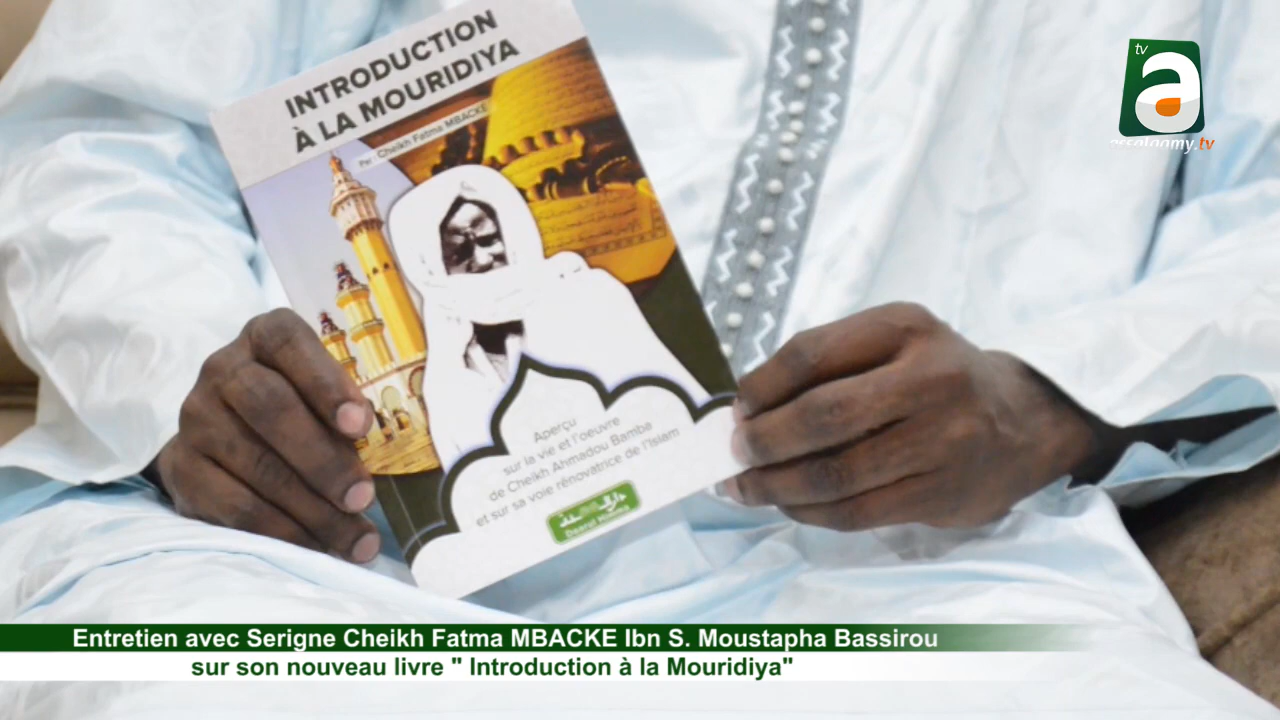 INTRODUCTION
À LA MOURIDIYA
Par : Cheikh Fatma MBACKE
Aperçu
sur la vie et l'oeuvre
de Cheikh Ahmadou Bamba
et sur sa voie rénovatrice de l'Islam
tv
a
assalaamy.tv
Entretien avec Serigne Cheikh Fatma MBACKE Ibn S. Moustapha Bassirou
sur son nouveau livre " Introduction à la Mouridiya"